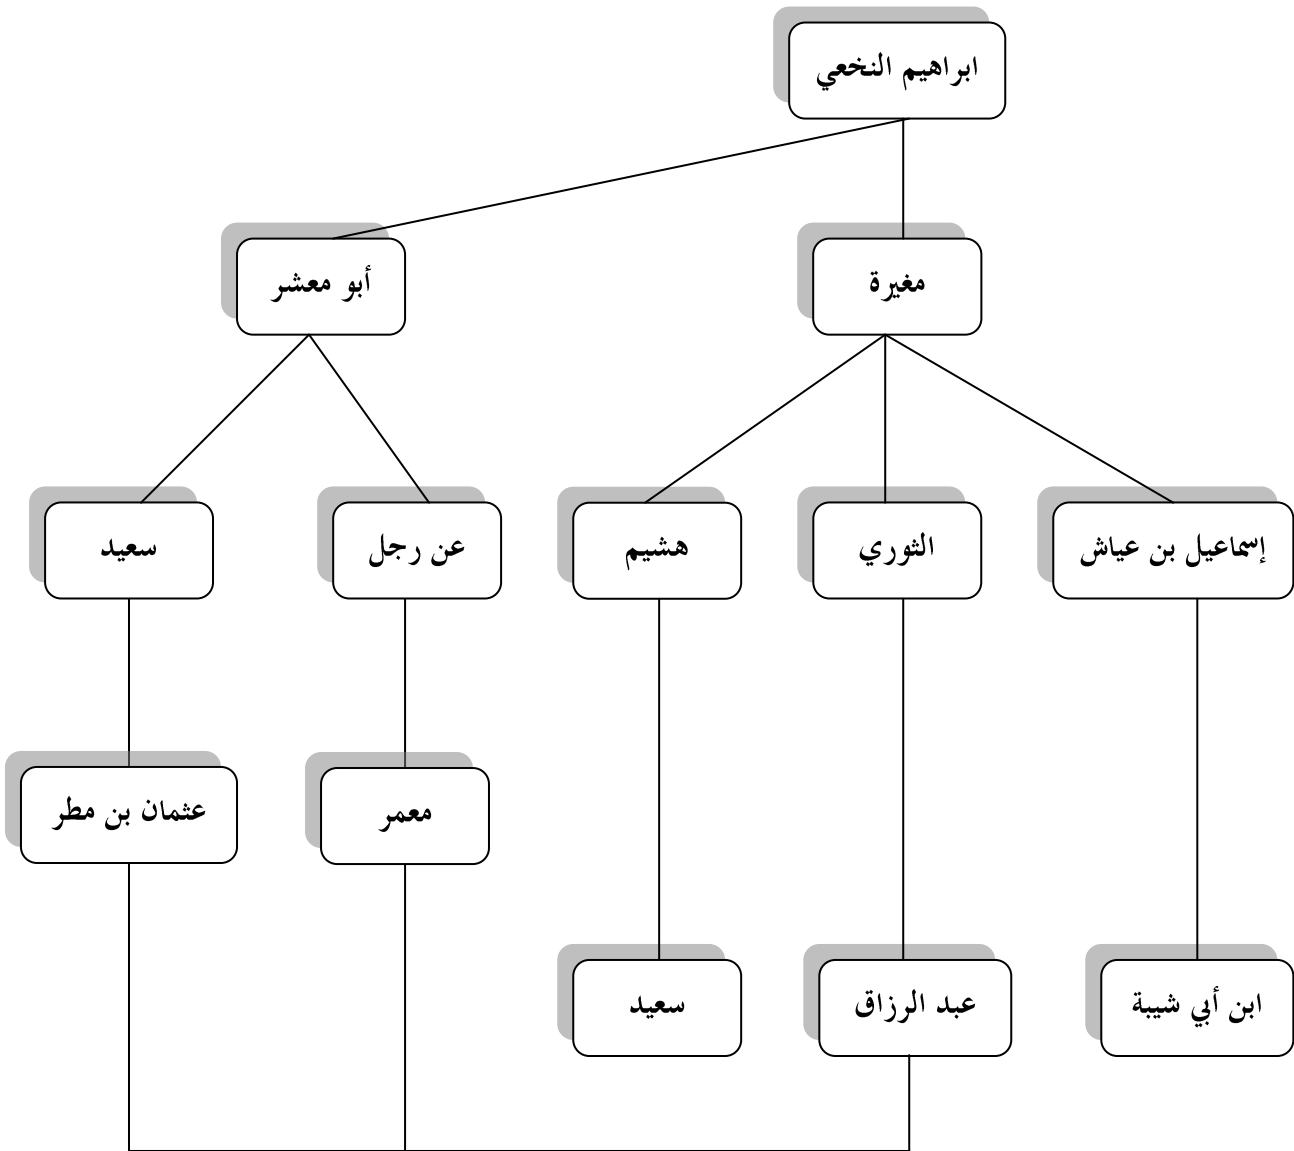 ابراهيم النخعي
مغيرة
أبو معشر
إسماعيل بن عياش
الثوري
هشيم
عن رجل
سعيد
معمر
عثمان بن مطر
ابن أبي شيبة
عبد الرزاق
سعيد